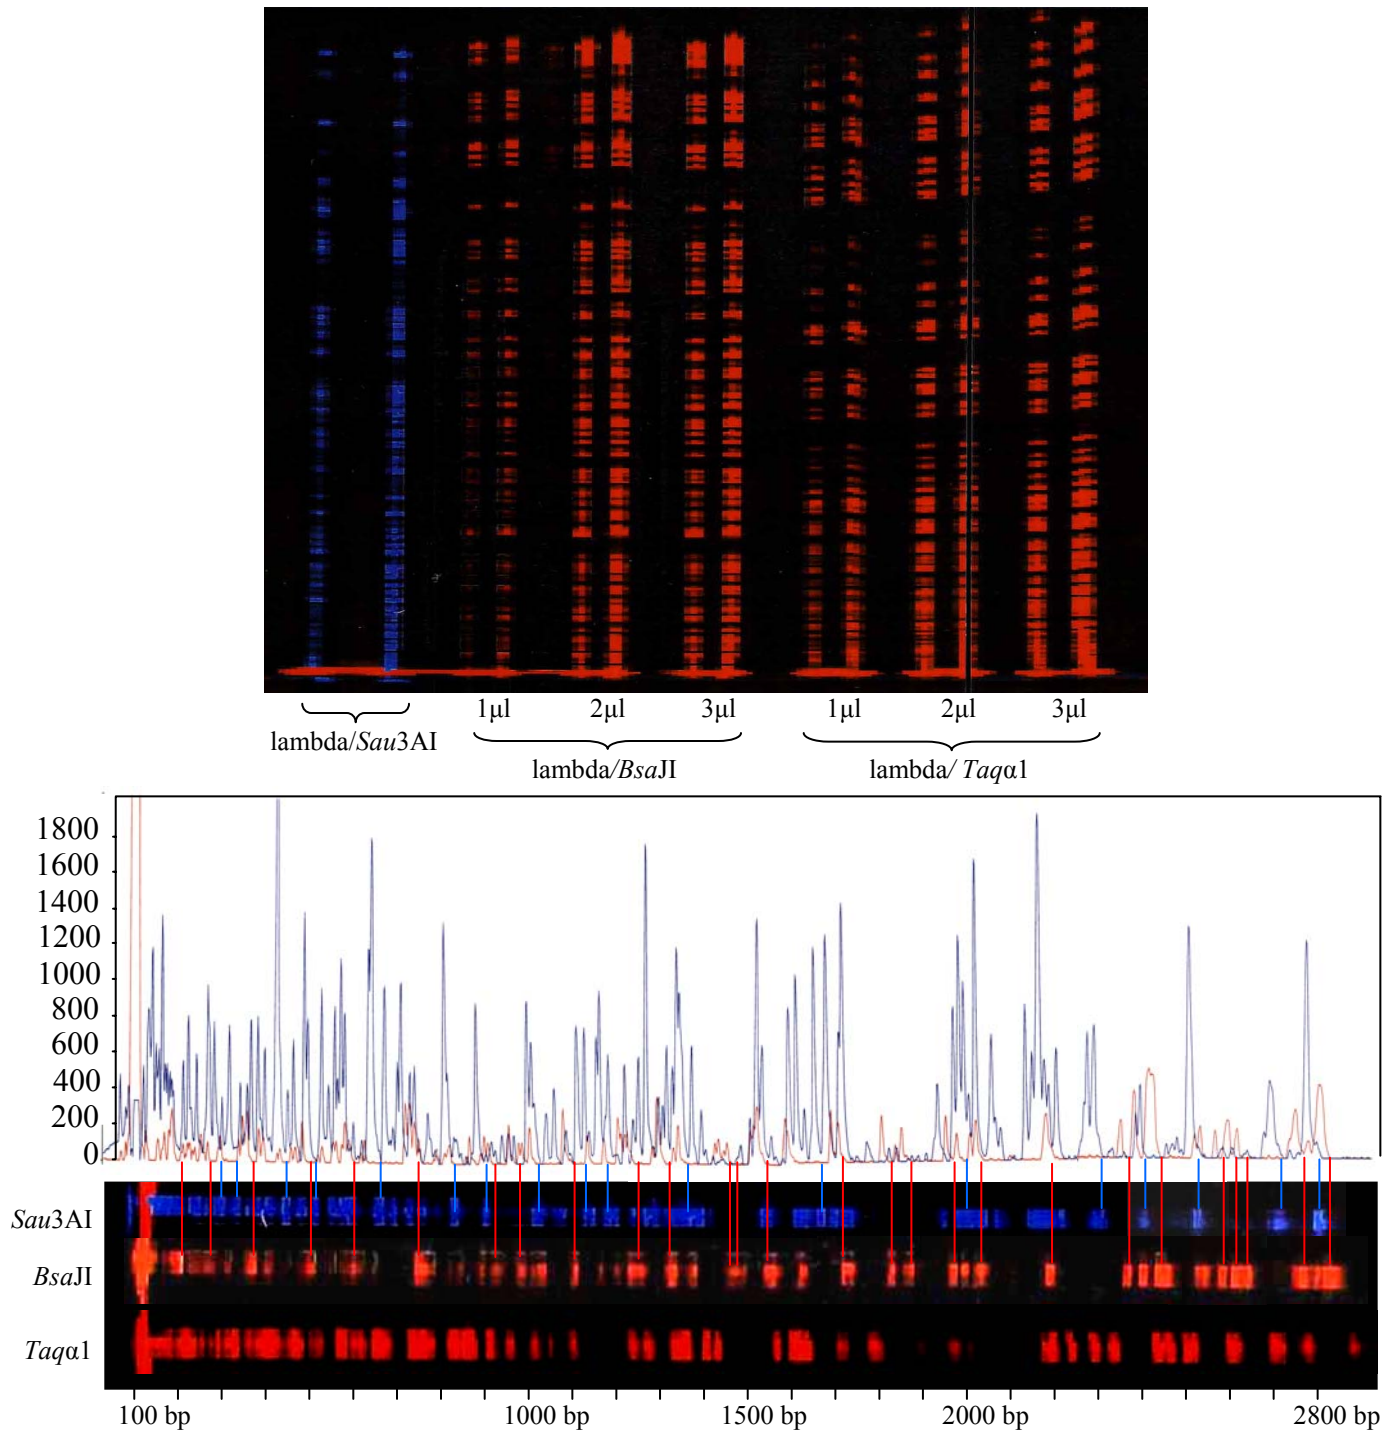 1μl 2μl 3μl 1μl 2μl 3μl
lambda/Sau3AI
lambda/BsaJI lambda/ Taqα1
1800
1600
1400
1200
1000
800
600
400
200
0
Sau3AI
BsaJI
Taqα1
100 bp 1000 bp 1500 bp 2000 bp 2800 bp